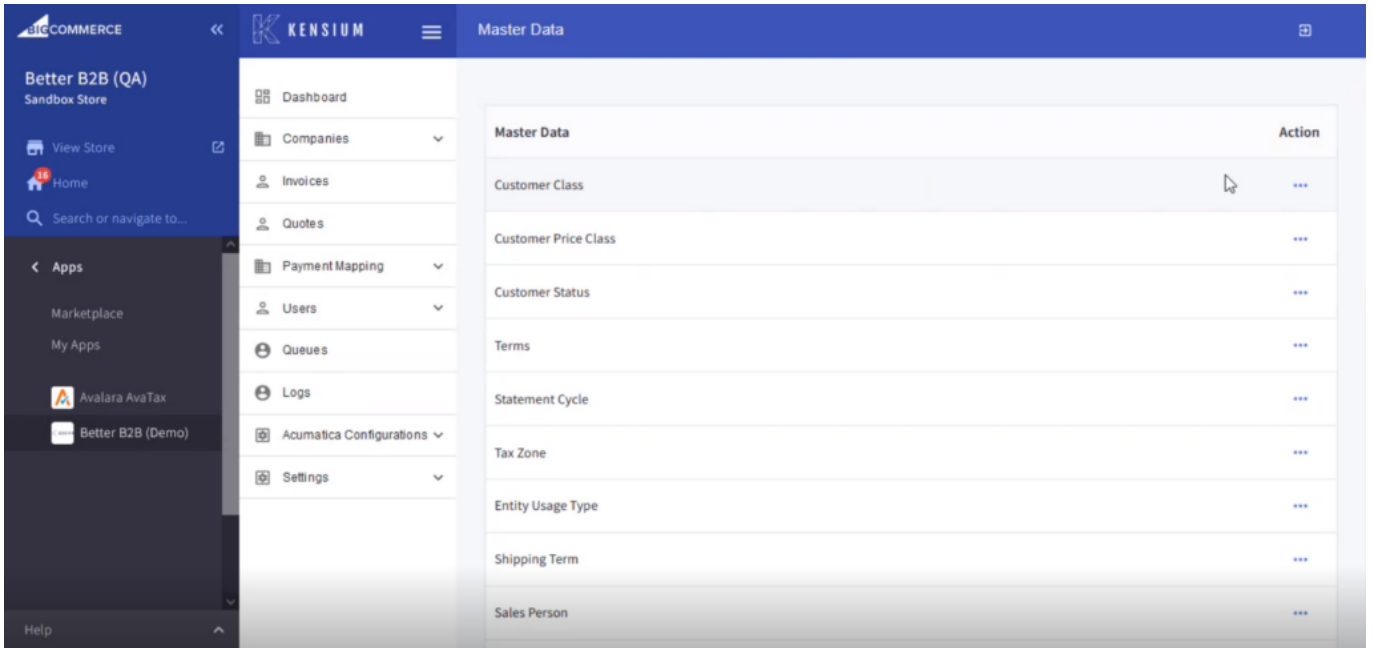 BIGCOMMERCE
Better B2B (QA)
Sandbox Store
View Store
16
Home
Search or navigate to...
Apps
Marketplace
My Apps
Avalara AvaTax
Better B2B (Demo)
Help
KENSIUM
Dashboard
Companies
Invoices
Quotes
Payment Mapping
Users
Queues
Logs
Acumatica Configurations
Settings
Master Data
Master Data Action
Customer Class
Customer Price Class
Customer Status
Terms
Statement Cycle
Tax Zone
Entity Usage Type
Shipping Term
Sales Person